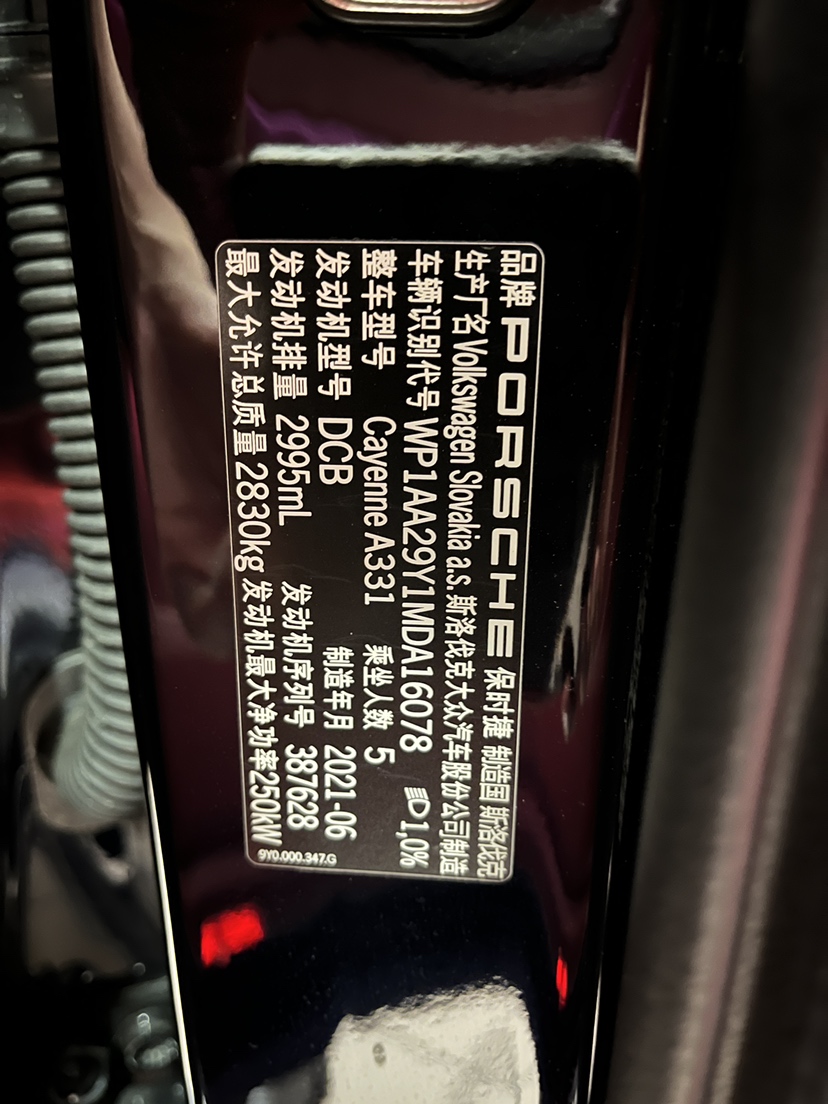 品牌 PORSCHE 保时捷 制造国 斯洛伐克
生产厂名 Volkswagen Slovakia a.s. 斯洛伐克大众汽车股份公司制造
车辆识别代号 WP1AA29Y1MDA16078 1,0%
整车型号 Cayenne A331 乘坐人数 5
发动机型号 DCB 制造年月 2021-06
发动机排量 2995mL 发动机序列号 387628
最大允许总质量 2830kg 发动机最大净功率250kW
9Y0.000.347.G